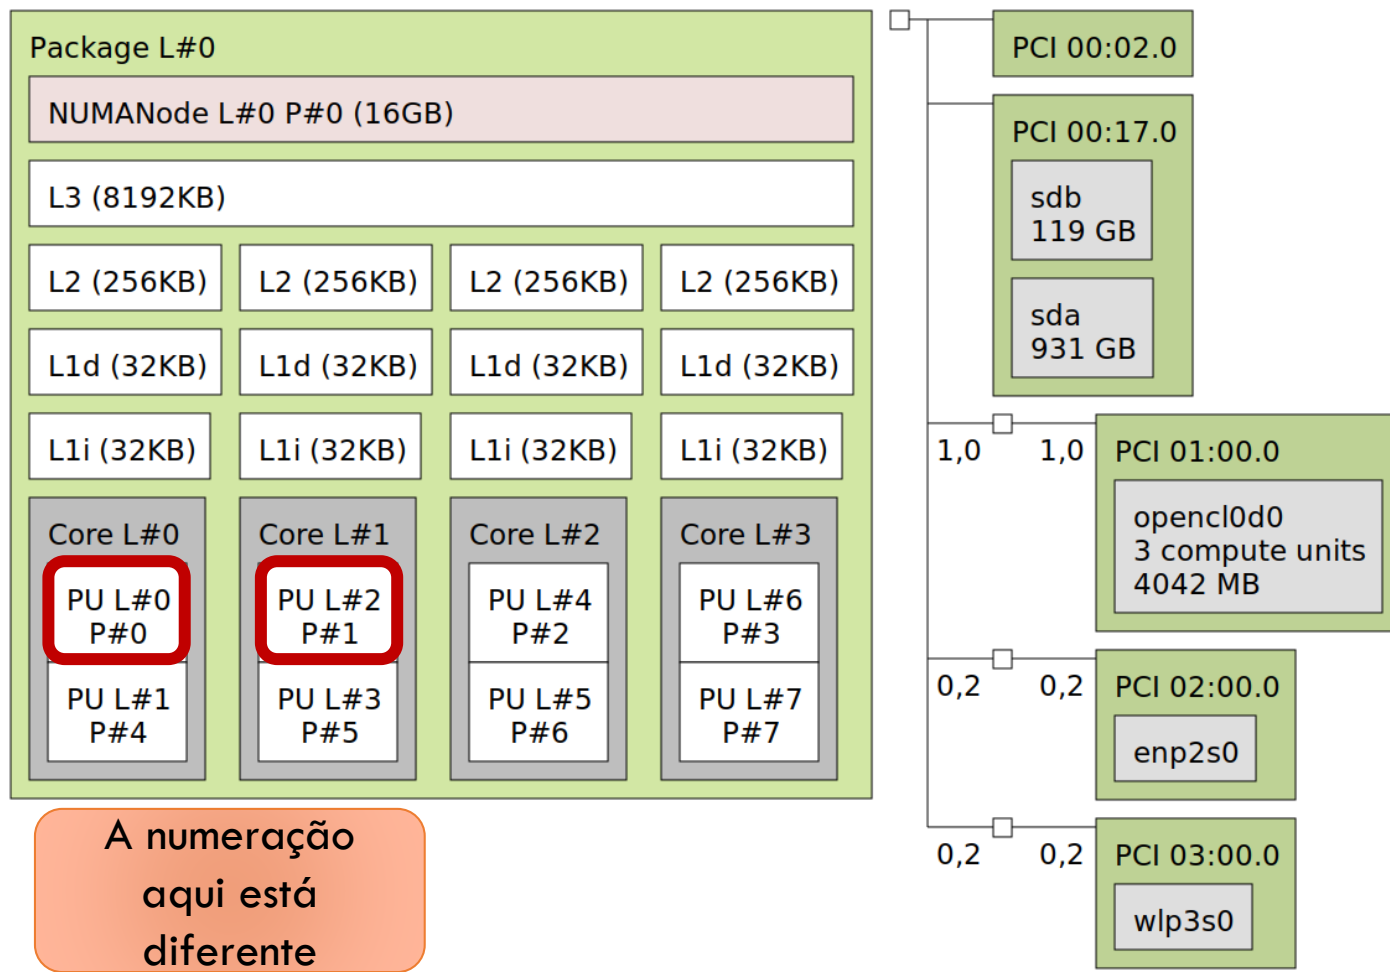 Package L#0
NUMANode L#0 P#0 (16GB)
L3 (8192KB)
L2 (256KB) L2 (256KB) L2 (256KB) L2 (256KB)
L1d (32KB) L1d (32KB) L1d (32KB) L1d (32KB)
L1i (32KB) L1i (32KB) L1i (32KB) L1i (32KB)
Core L#0
PU L#0
P#0
PU L#1
P#4
Core L#1
PU L#2
P#1
PU L#3
P#5
Core L#2
PU L#4
P#2
PU L#5
P#6
Core L#3
PU L#6
P#3
PU L#7
P#7
A numeração
aqui está
diferente
PCI 00:02.0
PCI 00:17.0
sdb
119 GB
sda
931 GB
1,0 1,0
PCI 01:00.0
opencl0d0
3 compute units
4042 MB
0,2 0,2
PCI 02:00.0
enp2s0
0,2 0,2
PCI 03:00.0
wlp3s0